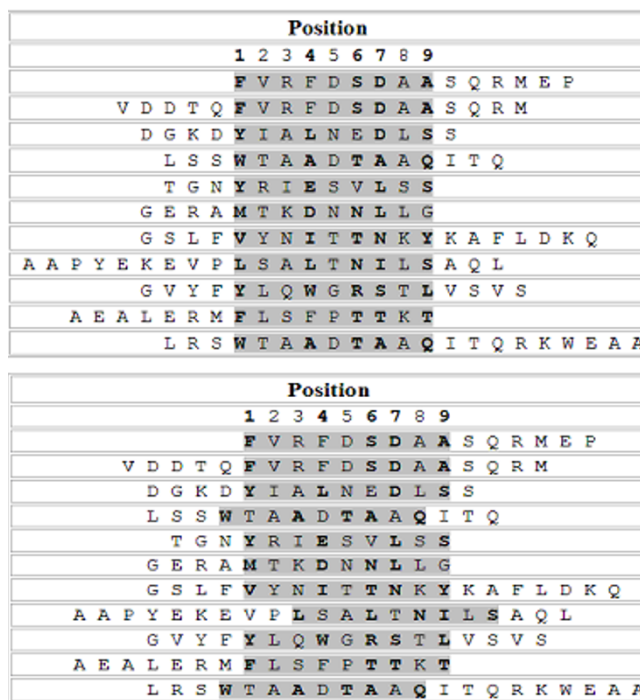 Position
1 2 3 4 5 6 7 8 9
F V R F D S D A A S Q R M E P
V D D T Q F V R F D S D A A S Q R M
D G K D Y I A L N E D L S S
L S S W T A A D T A A Q I T Q
T G N Y R I E S V L S S
G E R A M T K D N N L L G
G S L F V Y N I T T N K Y K A F L D K Q
A A P Y E K E V P L S A L T N I L S A Q L
G V Y F Y L Q W G R S T L V S V S
A E A L E R M F L S F P T T K T
L R S W T A A D T A A Q I T Q R K W E A A
Position
1 2 3 4 5 6 7 8 9
F V R F D S D A A S Q R M E P
V D D T Q F V R F D S D A A S Q R M
D G K D Y I A L N E D L S S
L S S W T A A D T A A Q I T Q
T G N Y R I E S V L S S
G E R A M T K D N N L L G
G S L F V Y N I T T N K Y K A F L D K Q
A A P Y E K E V P L S A L T N I L S A Q L
G V Y F Y L Q W G R S T L V S V S
A E A L E R M F L S F P T T K T
L R S W T A A D T A A Q I T Q R K W E A A